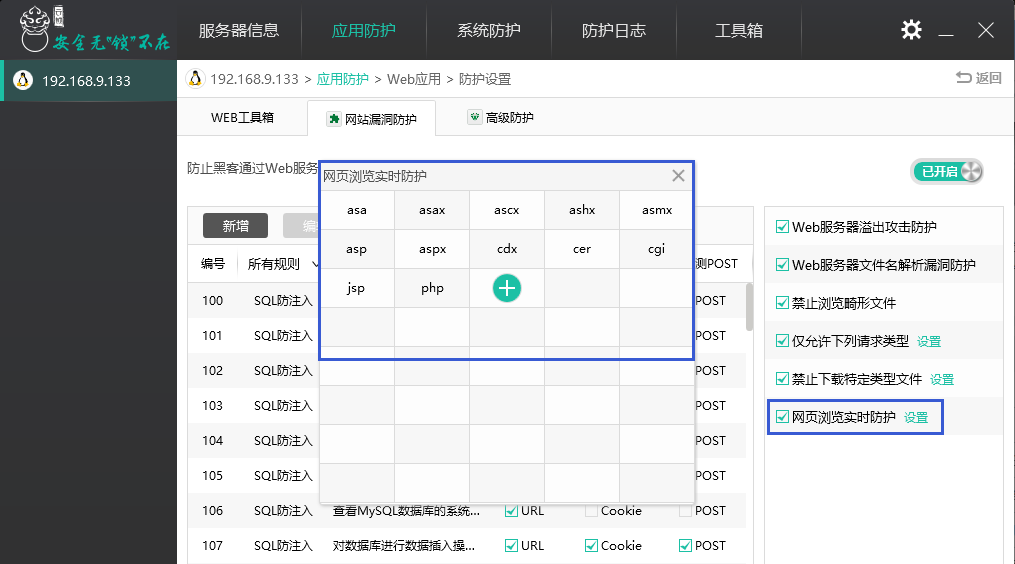 云锁
安全无"锁"不在
服务器信息 应用防护 系统防护 防护日志 工具箱
192.168.9.133
192.168.9.133 > 应用防护 > Web应用 > 防护设置
返回
WEB工具箱 网站漏洞防护 高级防护
防止黑客通过Web服务
已开启
网页浏览实时防护
asa asax ascx ashx asmx
asp aspx cdx cer cgi
jsp php
新增
编号 所有规则 测POST
100 SQL防注入 POST
101 SQL防注入 POST
102 SQL防注入 POST
103 SQL防注入 POST
104 SQL防注入 POST
105 SQL防注入 POST
106 SQL防注入 查看MySQL数据库的系统... URL Cookie POST
107 SQL防注入 对数据库进行数据插入操... URL Cookie POST
Web服务器溢出攻击防护
Web服务器文件名解析漏洞防护
禁止浏览畸形文件
仅允许下列请求类型 设置
禁止下载特定类型文件 设置
网页浏览实时防护 设置